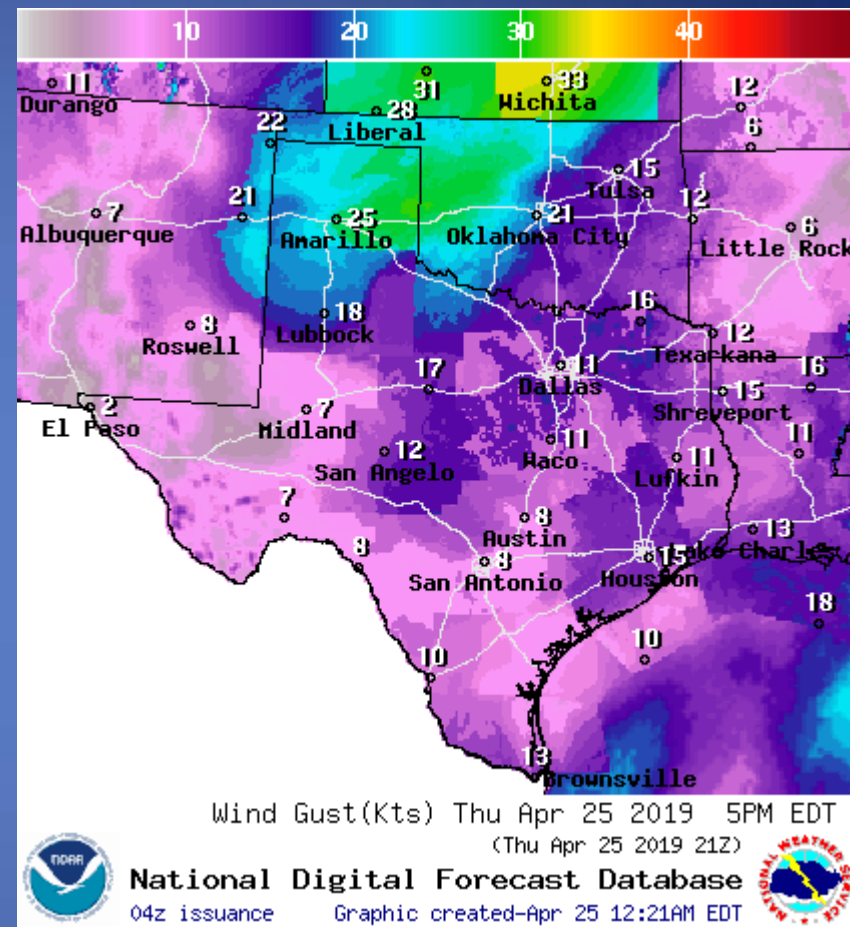 10 20 30 40
11 Durango
31
33 Wichita
28 Liberal
12
6
22
15 Tulsa
7 Albuquerque
21
25 Amarillo
21 Oklahoma City
12
6 Little Rock
8 Roswell
18 Lubbock
16
12 Texarkana
2 El Paso
7 Midland
17
11 Dallas
15 Shreveport
16
12 San Angelo
11 Waco
11 Lufkin
11
7
8
8 Austin
8 San Antonio
15 Houston
13 Lake Charles
18
10
10
13 Brownsville
Wind Gust(Kts) Thu Apr 25 2019 5PM EDT
(Thu Apr 25 2019 21Z)
NOAA
National Digital Forecast Database
04z issuance Graphic created-Apr 25 12:21AM EDT
NATIONAL WEATHER SERVICE